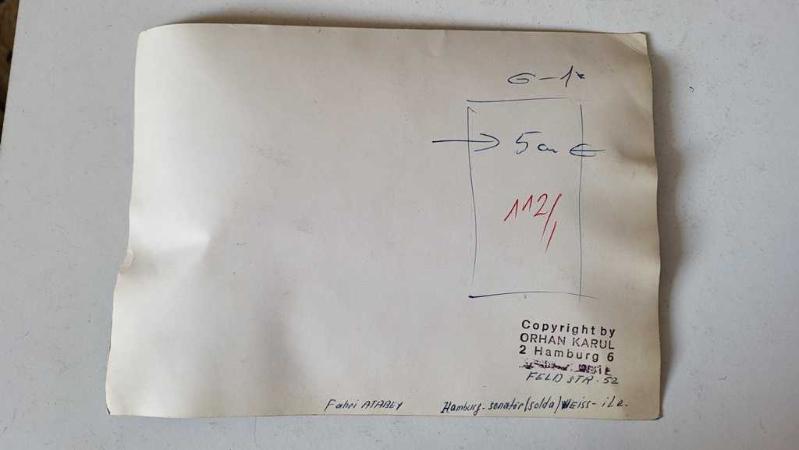 G-1*
5 cm
112/1
Copyright by
ORHAN KARUL
2 Hamburg 6
FELD STR. 52
Fahri ATABEY Hamburg-senatör(solda) WEISS-ile.